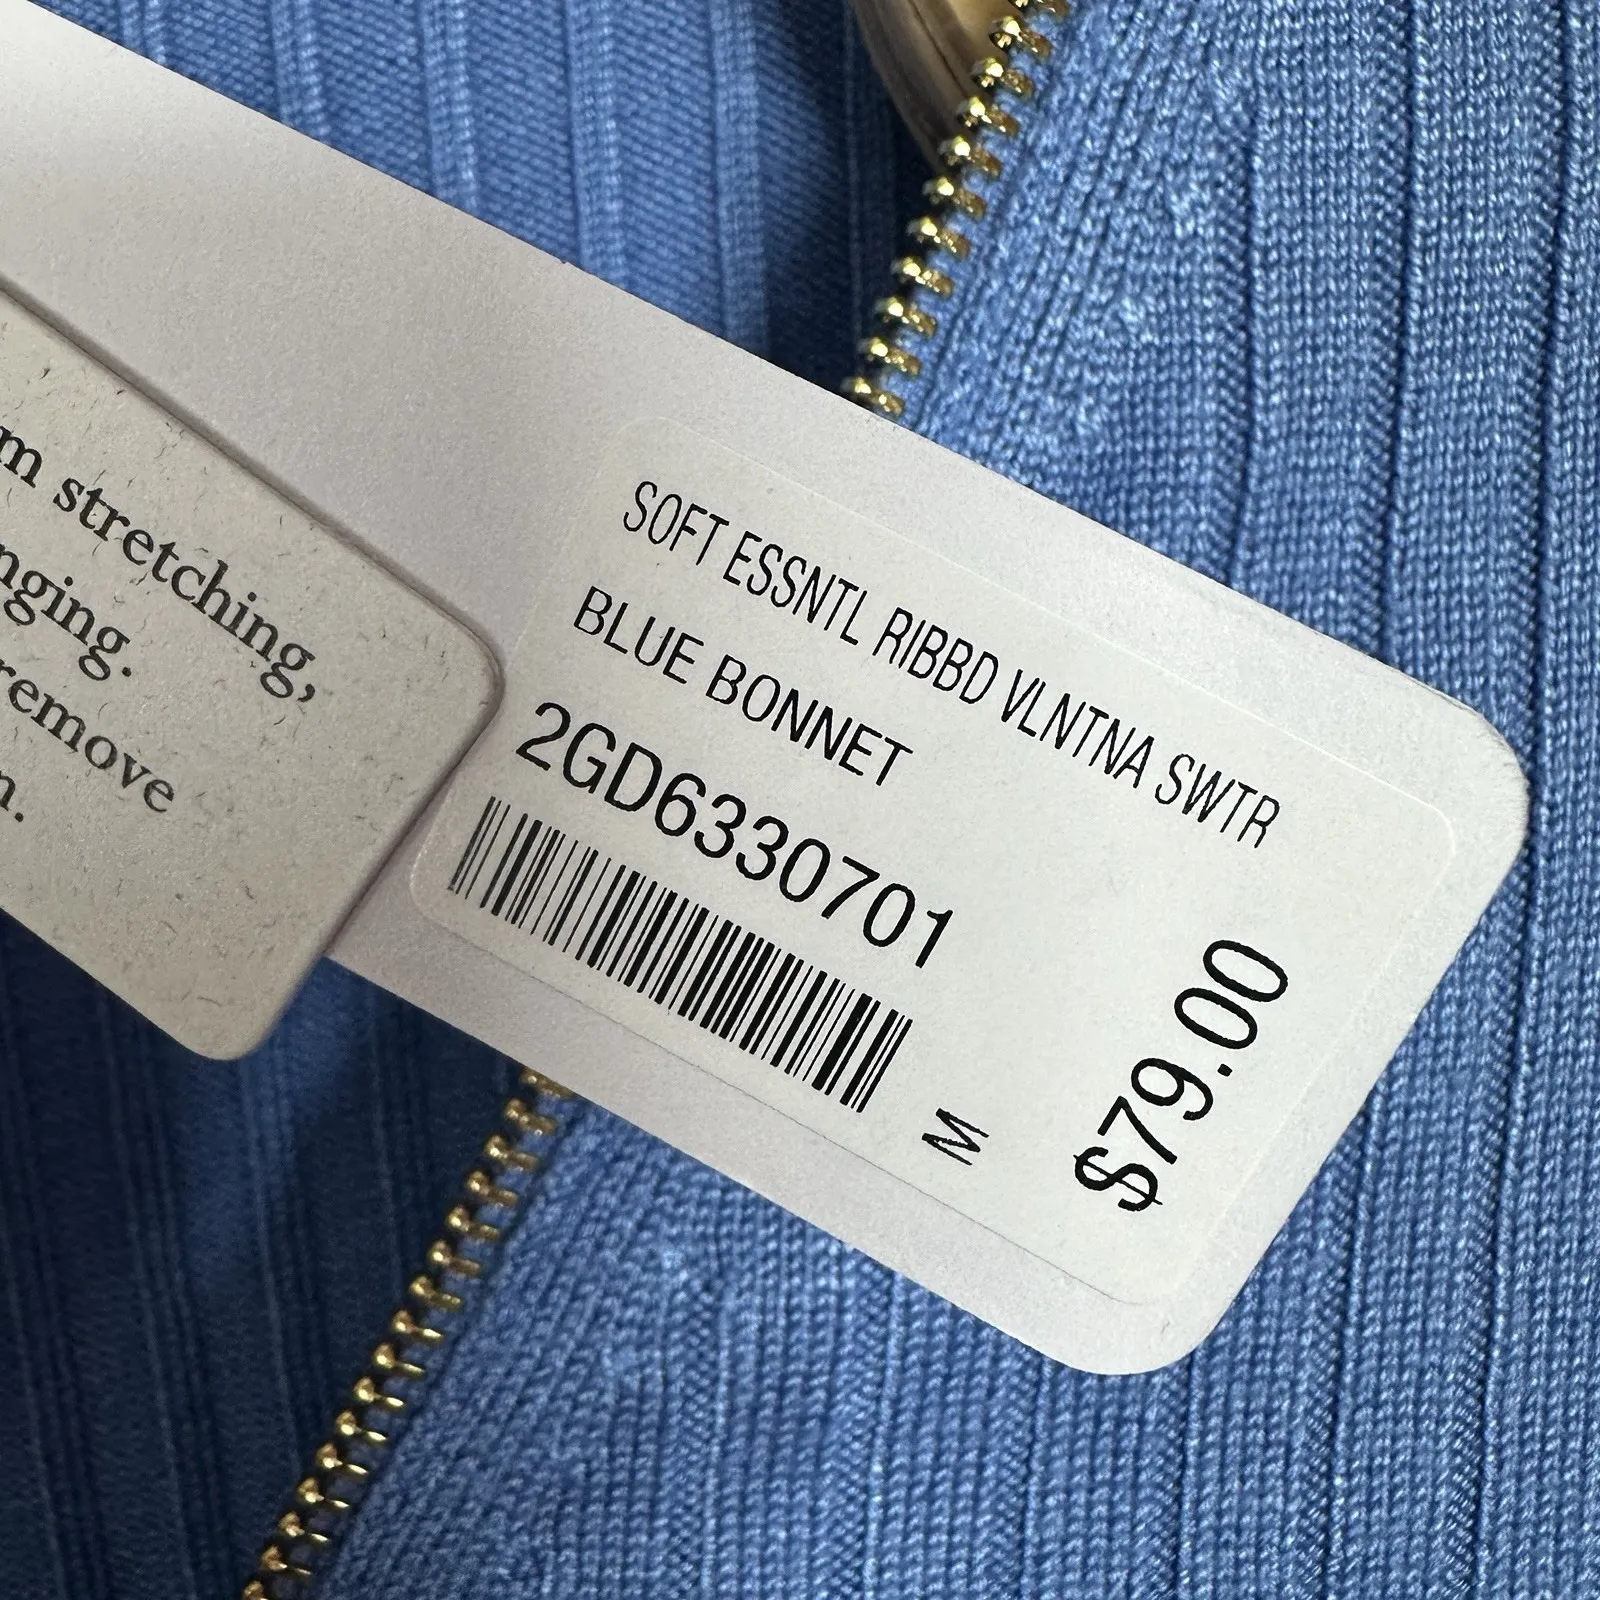 m stretching,
nging.
remove
n.
SOFT ESSNTL RIBBD VLNTNA SWTR
BLUE BONNET
2GD6330701
M
$79.00